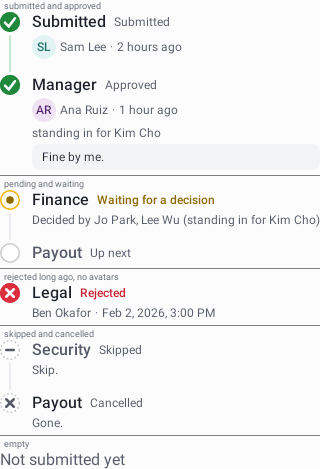 submitted and approved
Submitted Submitted
SL Sam Lee · 2 hours ago
Manager Approved
AR Ana Ruiz · 1 hour ago
standing in for Kim Cho
Fine by me.
pending and waiting
Finance Waiting for a decision
Decided by Jo Park, Lee Wu (standing in for Kim Cho)
Payout Up next
rejected long ago, no avatars
Legal Rejected
Ben Okafor · Feb 2, 2026, 3:00 PM
skipped and cancelled
Security Skipped
Skip.
Payout Cancelled
Gone.
empty
Not submitted yet